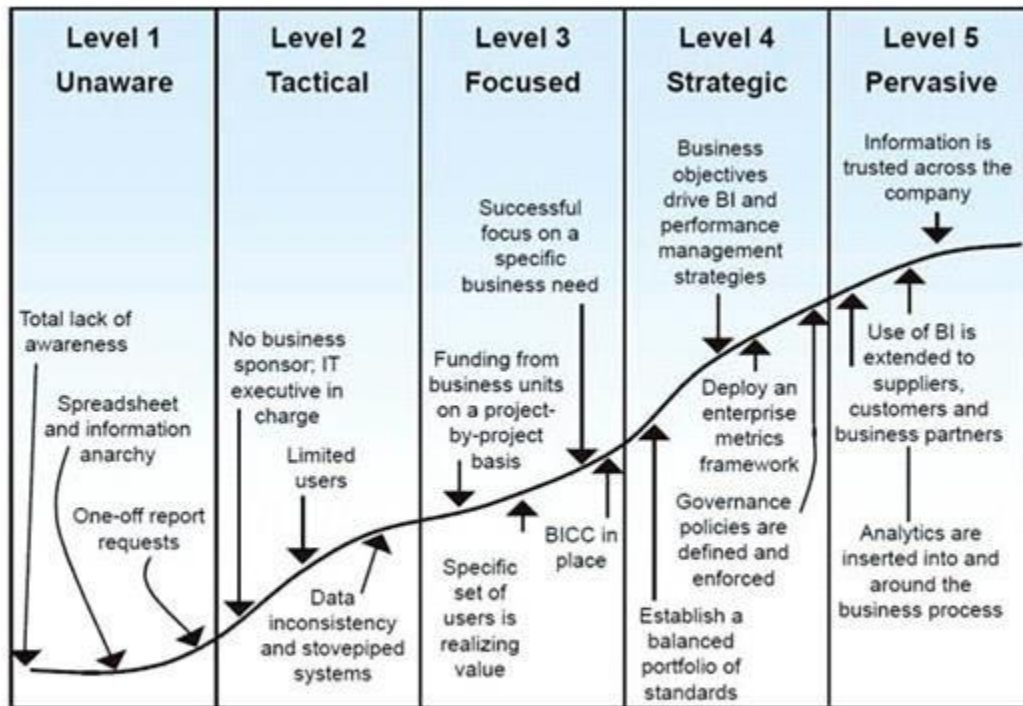 Level 1
Unaware
Total lack of
awareness
Spreadsheet
and information
anarchy
One-off report
requests
Level 2
Tactical
No business
sponsor; IT
executive in
charge
Limited
users
Data
inconsistency
and stovepiped
systems
Level 3
Focused
Successful
focus on a
specific
business need
Funding from
business units
on a project-
by-project
basis
BICC in
place
Specific
set of
users is
realizing
value
Level 4
Strategic
Business
objectives
drive BI and
performance
management
strategies
Deploy an
enterprise
metrics
framework
Governance
policies are
defined and
enforced
Establish a
balanced
portfolio of
standards
Level 5
Pervasive
Information is
trusted across the
company
Use of BI is
extended to
suppliers,
customers and
business partners
Analytics are
inserted into and
around the
business process